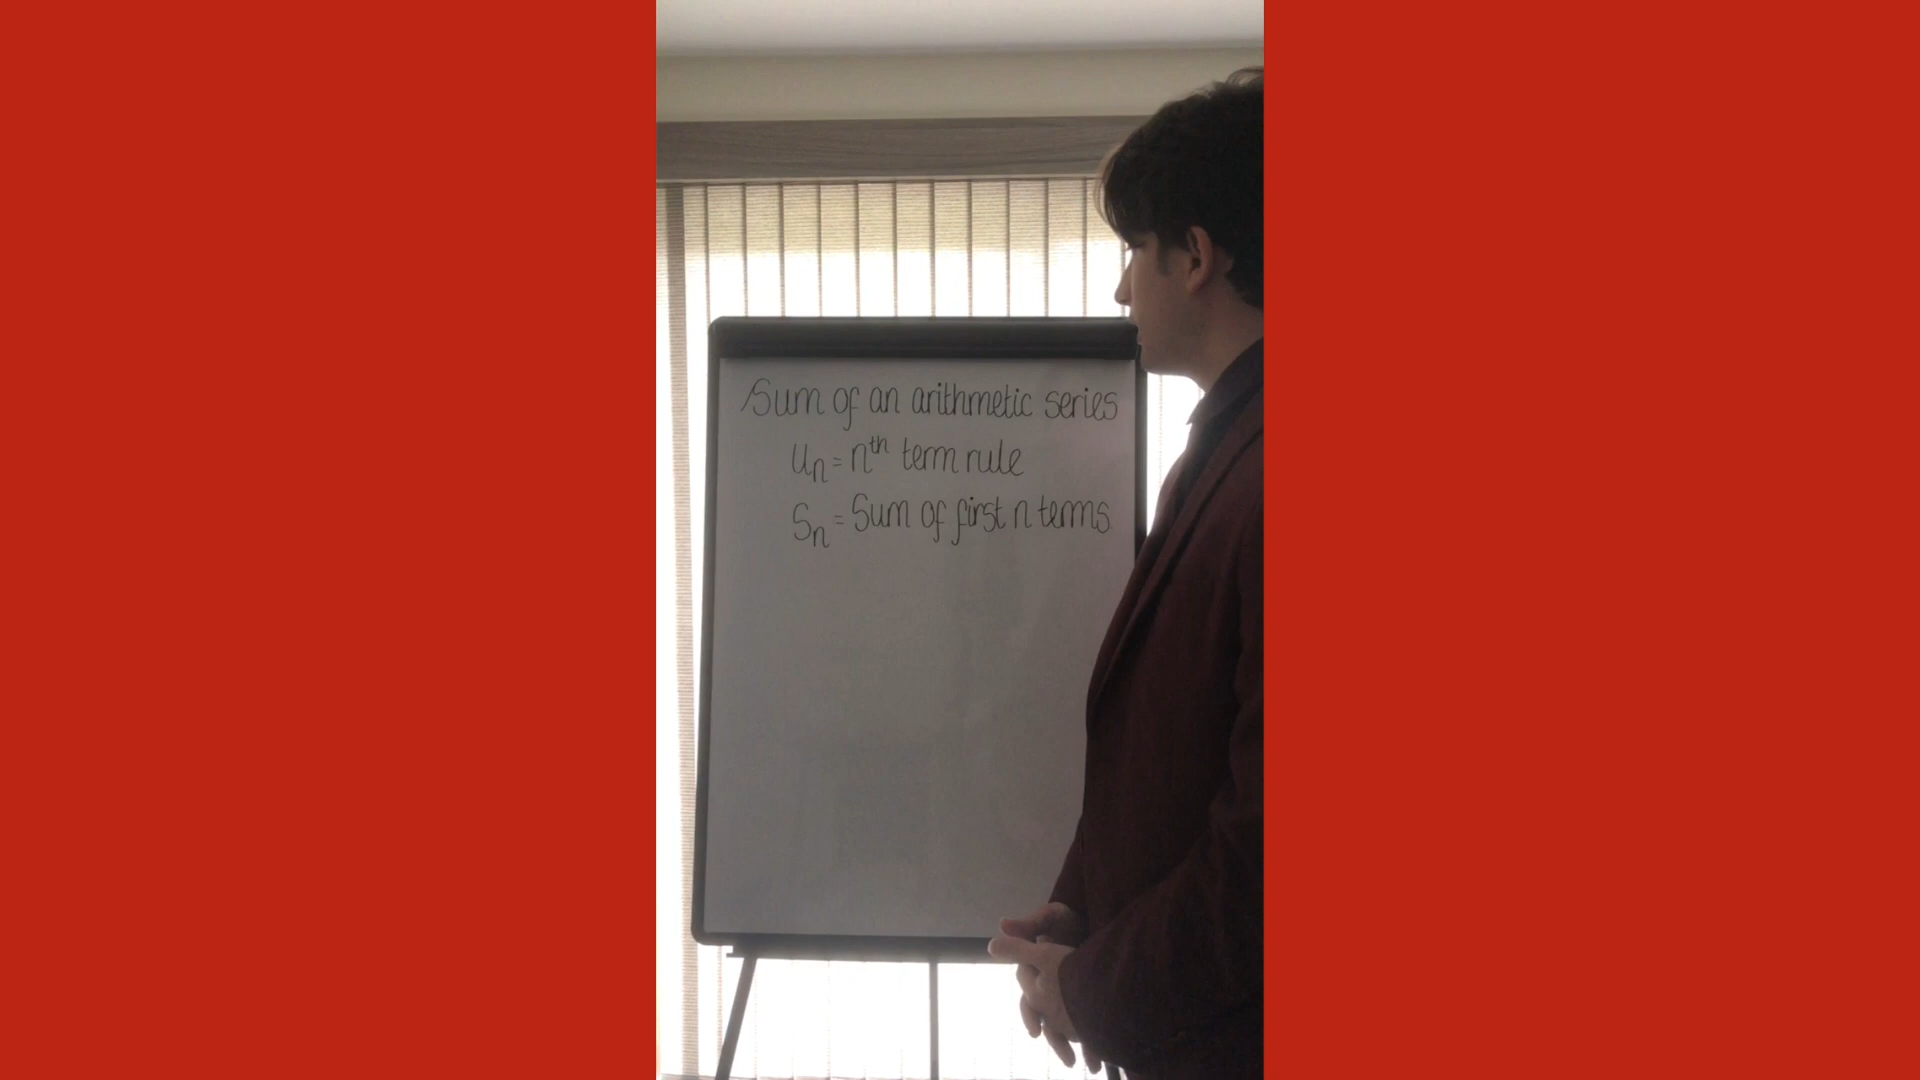 Sum of an arithmetic series
Un = nth term rule
Sn = Sum of first n terms